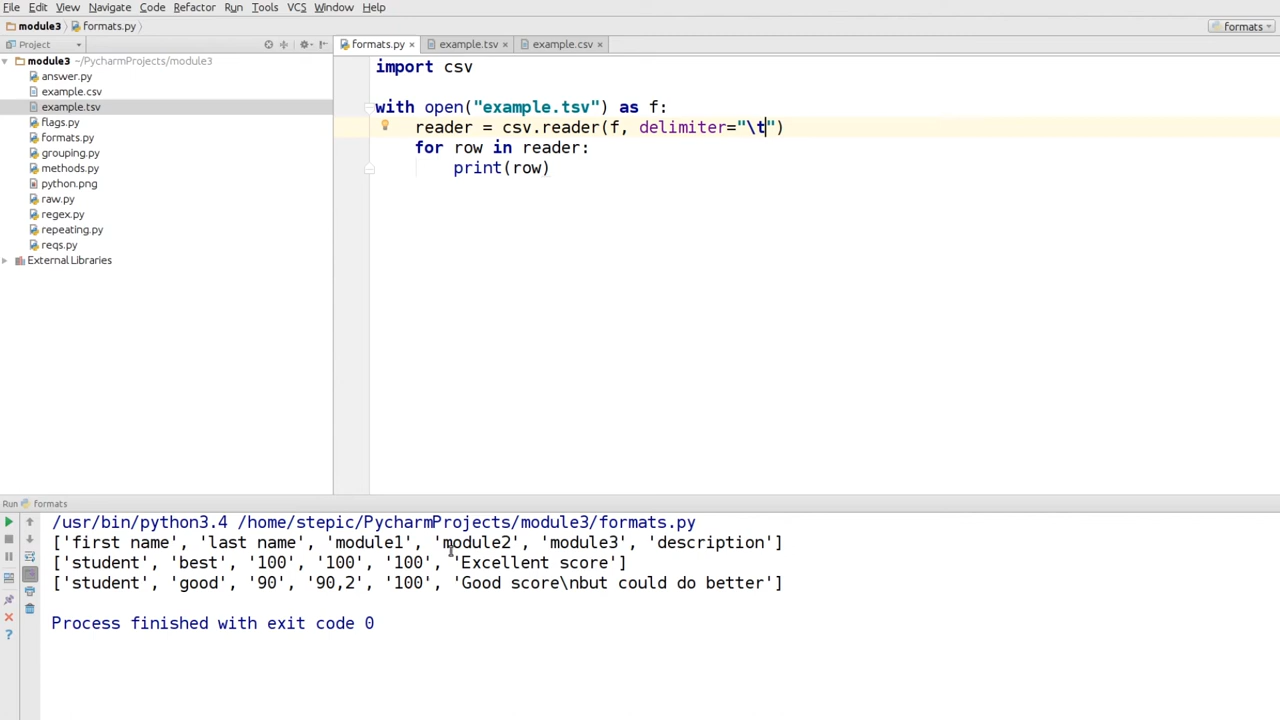 File Edit View Navigate Code Refactor Run Tools VCS Window Help
module3 formats.py formats
Project formats.py example.tsv example.csv
module3 ~/PycharmProjects/module3
answer.py
example.csv
example.tsv
flags.py
formats.py
grouping.py
methods.py
python.png
raw.py
regex.py
repeating.py
reqs.py
External Libraries
import csv
with open("example.tsv") as f:
reader = csv.reader(f, delimiter="\t")
for row in reader:
print(row)
Run formats
/usr/bin/python3.4 /home/stepic/PycharmProjects/module3/formats.py
['first name', 'last name', 'module1', 'module2', 'module3', 'description']
['student', 'best', '100', '100', '100', 'Excellent score']
['student', 'good', '90', '90,2', '100', 'Good score\nbut could do better']
Process finished with exit code 0